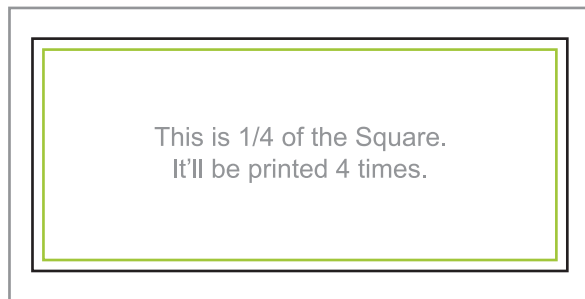 This is 1/4 of the Square.
It’ll be printed 4 times.